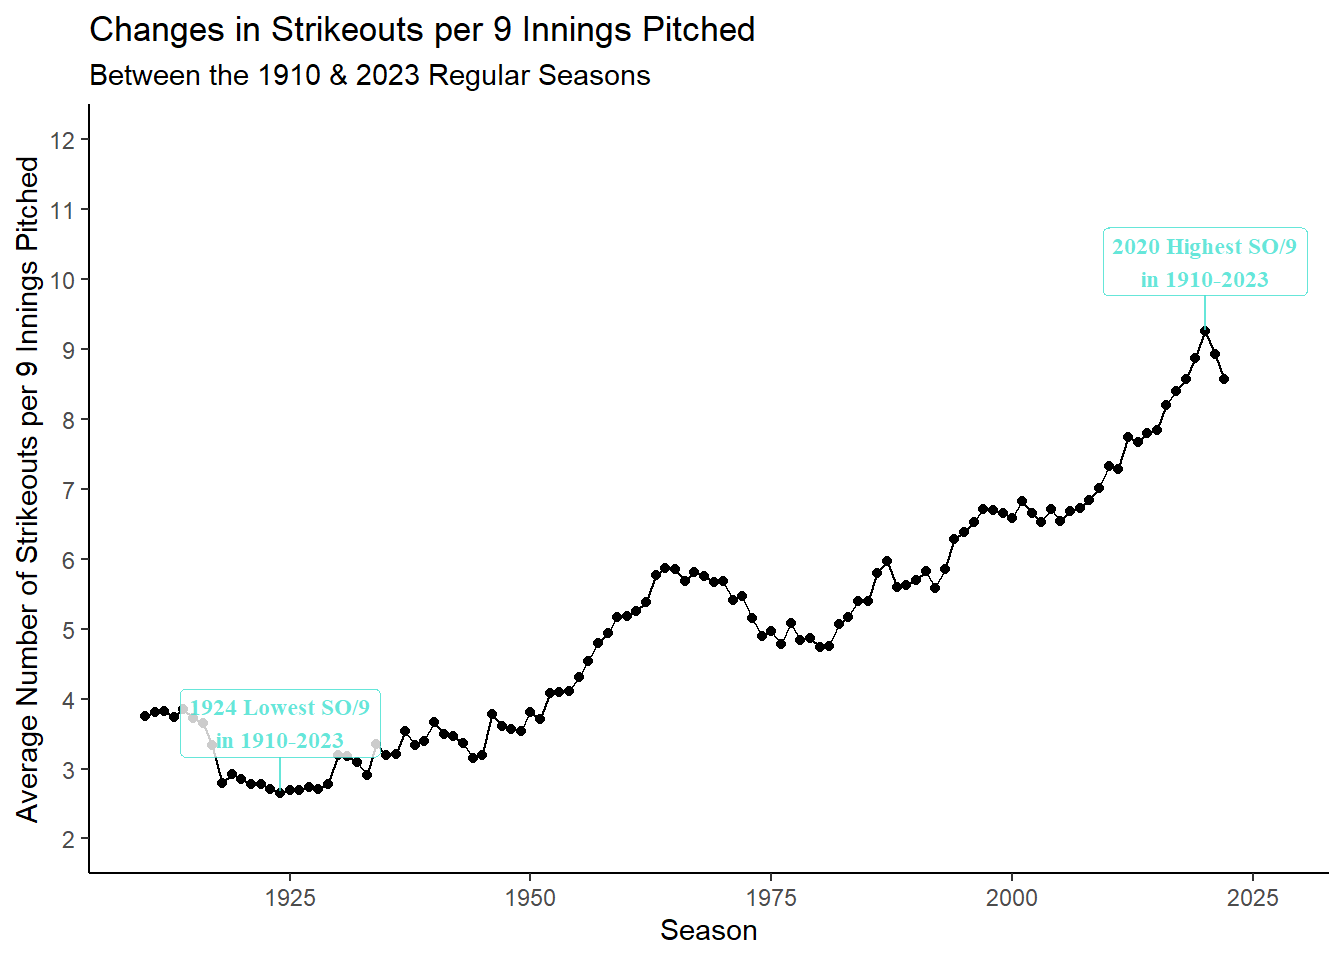 Changes in Strikeouts per 9 Innings Pitched
Between the 1910 & 2023 Regular Seasons
Average Number of Strikeouts per 9 Innings Pitched
12
11
10
9
8
7
6
5
4
3
2
2020 Highest SO/9
in 1910-2023
1924 Lowest SO/9
in 1910-2023
1925
1950
1975
2000
2025
Season